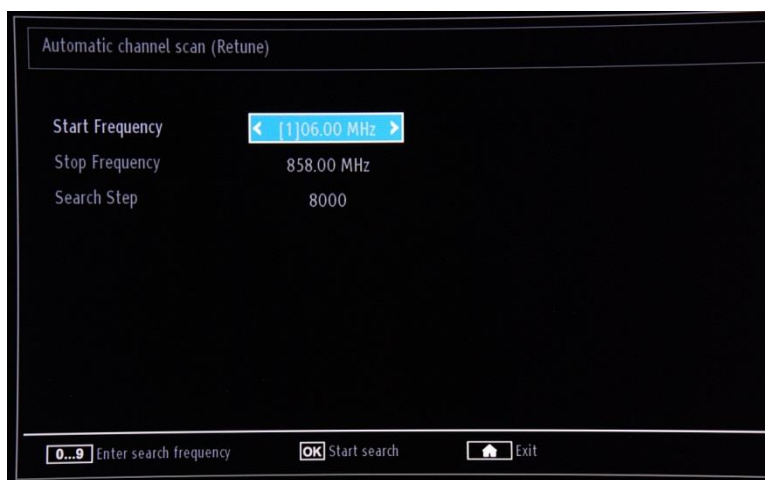 Automatic channel scan (Retune)
Start Frequency < [1]06.00 MHz >
Stop Frequency 858.00 MHz
Search Step 8000
0...9 Enter search frequency OK Start search Exit